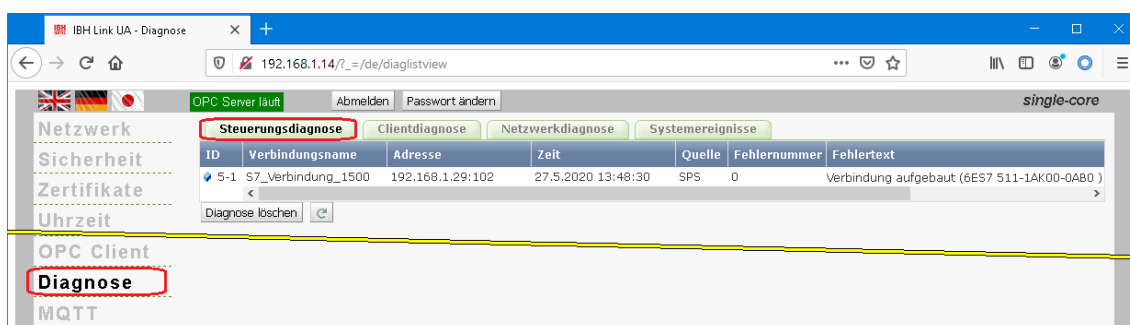 IBH Link UA - Diagnose
192.168.1.14/?_=/de/diaglistview
OPC Server läuft Abmelden Passwort ändern single-core
Netzwerk
Sicherheit
Zertifikate
Uhrzeit
OPC Client
Diagnose
MQTT
Steuerungsdiagnose Clientdiagnose Netzwerkdiagnose Systemereignisse
ID Verbindungsname Adresse Zeit Quelle Fehlernummer Fehlertext
5-1 S7_Verbindung_1500 192.168.1.29:102 27.5.2020 13:48:30 SPS 0 Verbindung aufgebaut (6ES7 511-1AK00-0AB0 )
Diagnose löschen